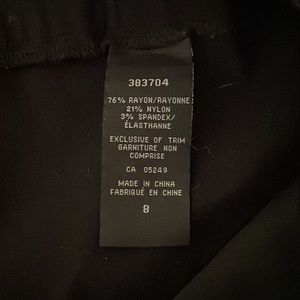 383704
76% RAYON/RAYONNE
21% NYLON
3% SPANDEX/
ÉLASTHANNE
EXCLUSIVE OF TRIM
GARNITURE NON
COMPRISE
CA 05249
MADE IN CHINA
FABRIQUÉ EN CHINE
8